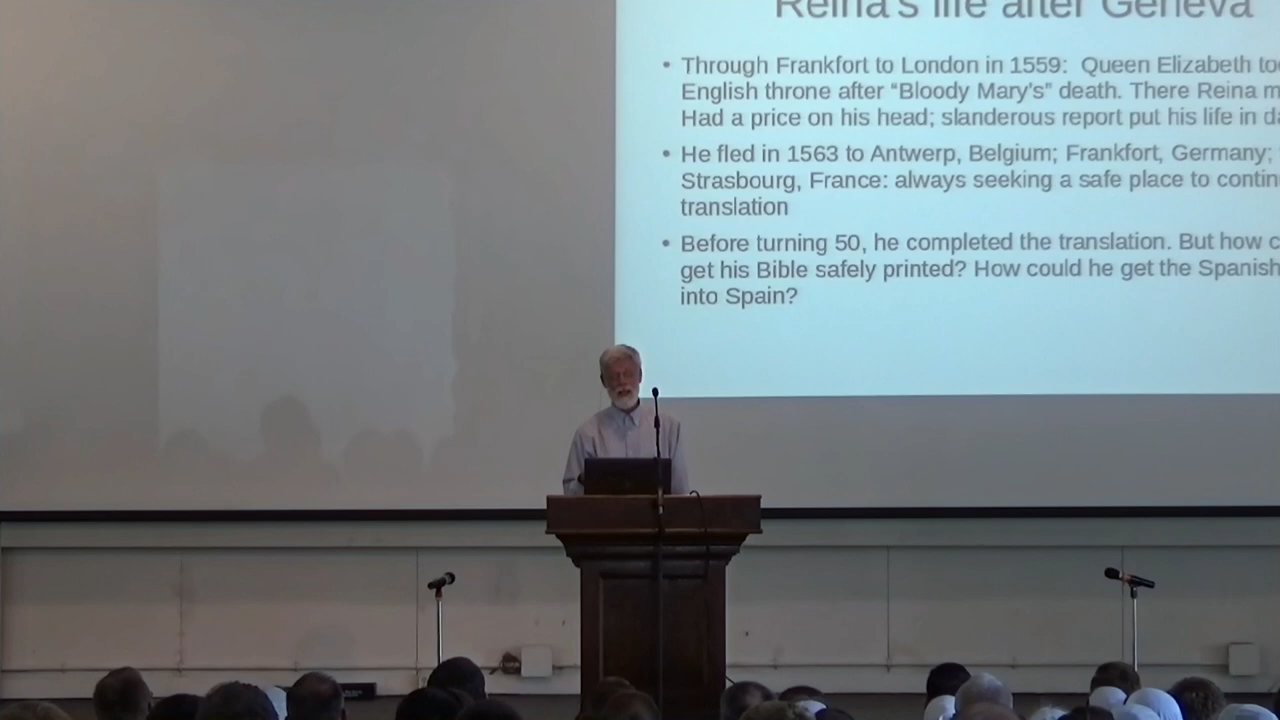 Reina's life after Geneva
• Through Frankfort to London in 1559: Queen Elizabeth
English throne after “Bloody Mary's” death. There Reina
Had a price on his head; slanderous report put his life in
• He fled in 1563 to Antwerp, Belgium; Frankfort, Germany;
Strasbourg, France: always seeking a safe place to
translation
• Before turning 50, he completed the translation. But how
get his Bible safely printed? How could he get the Spanish
into Spain?